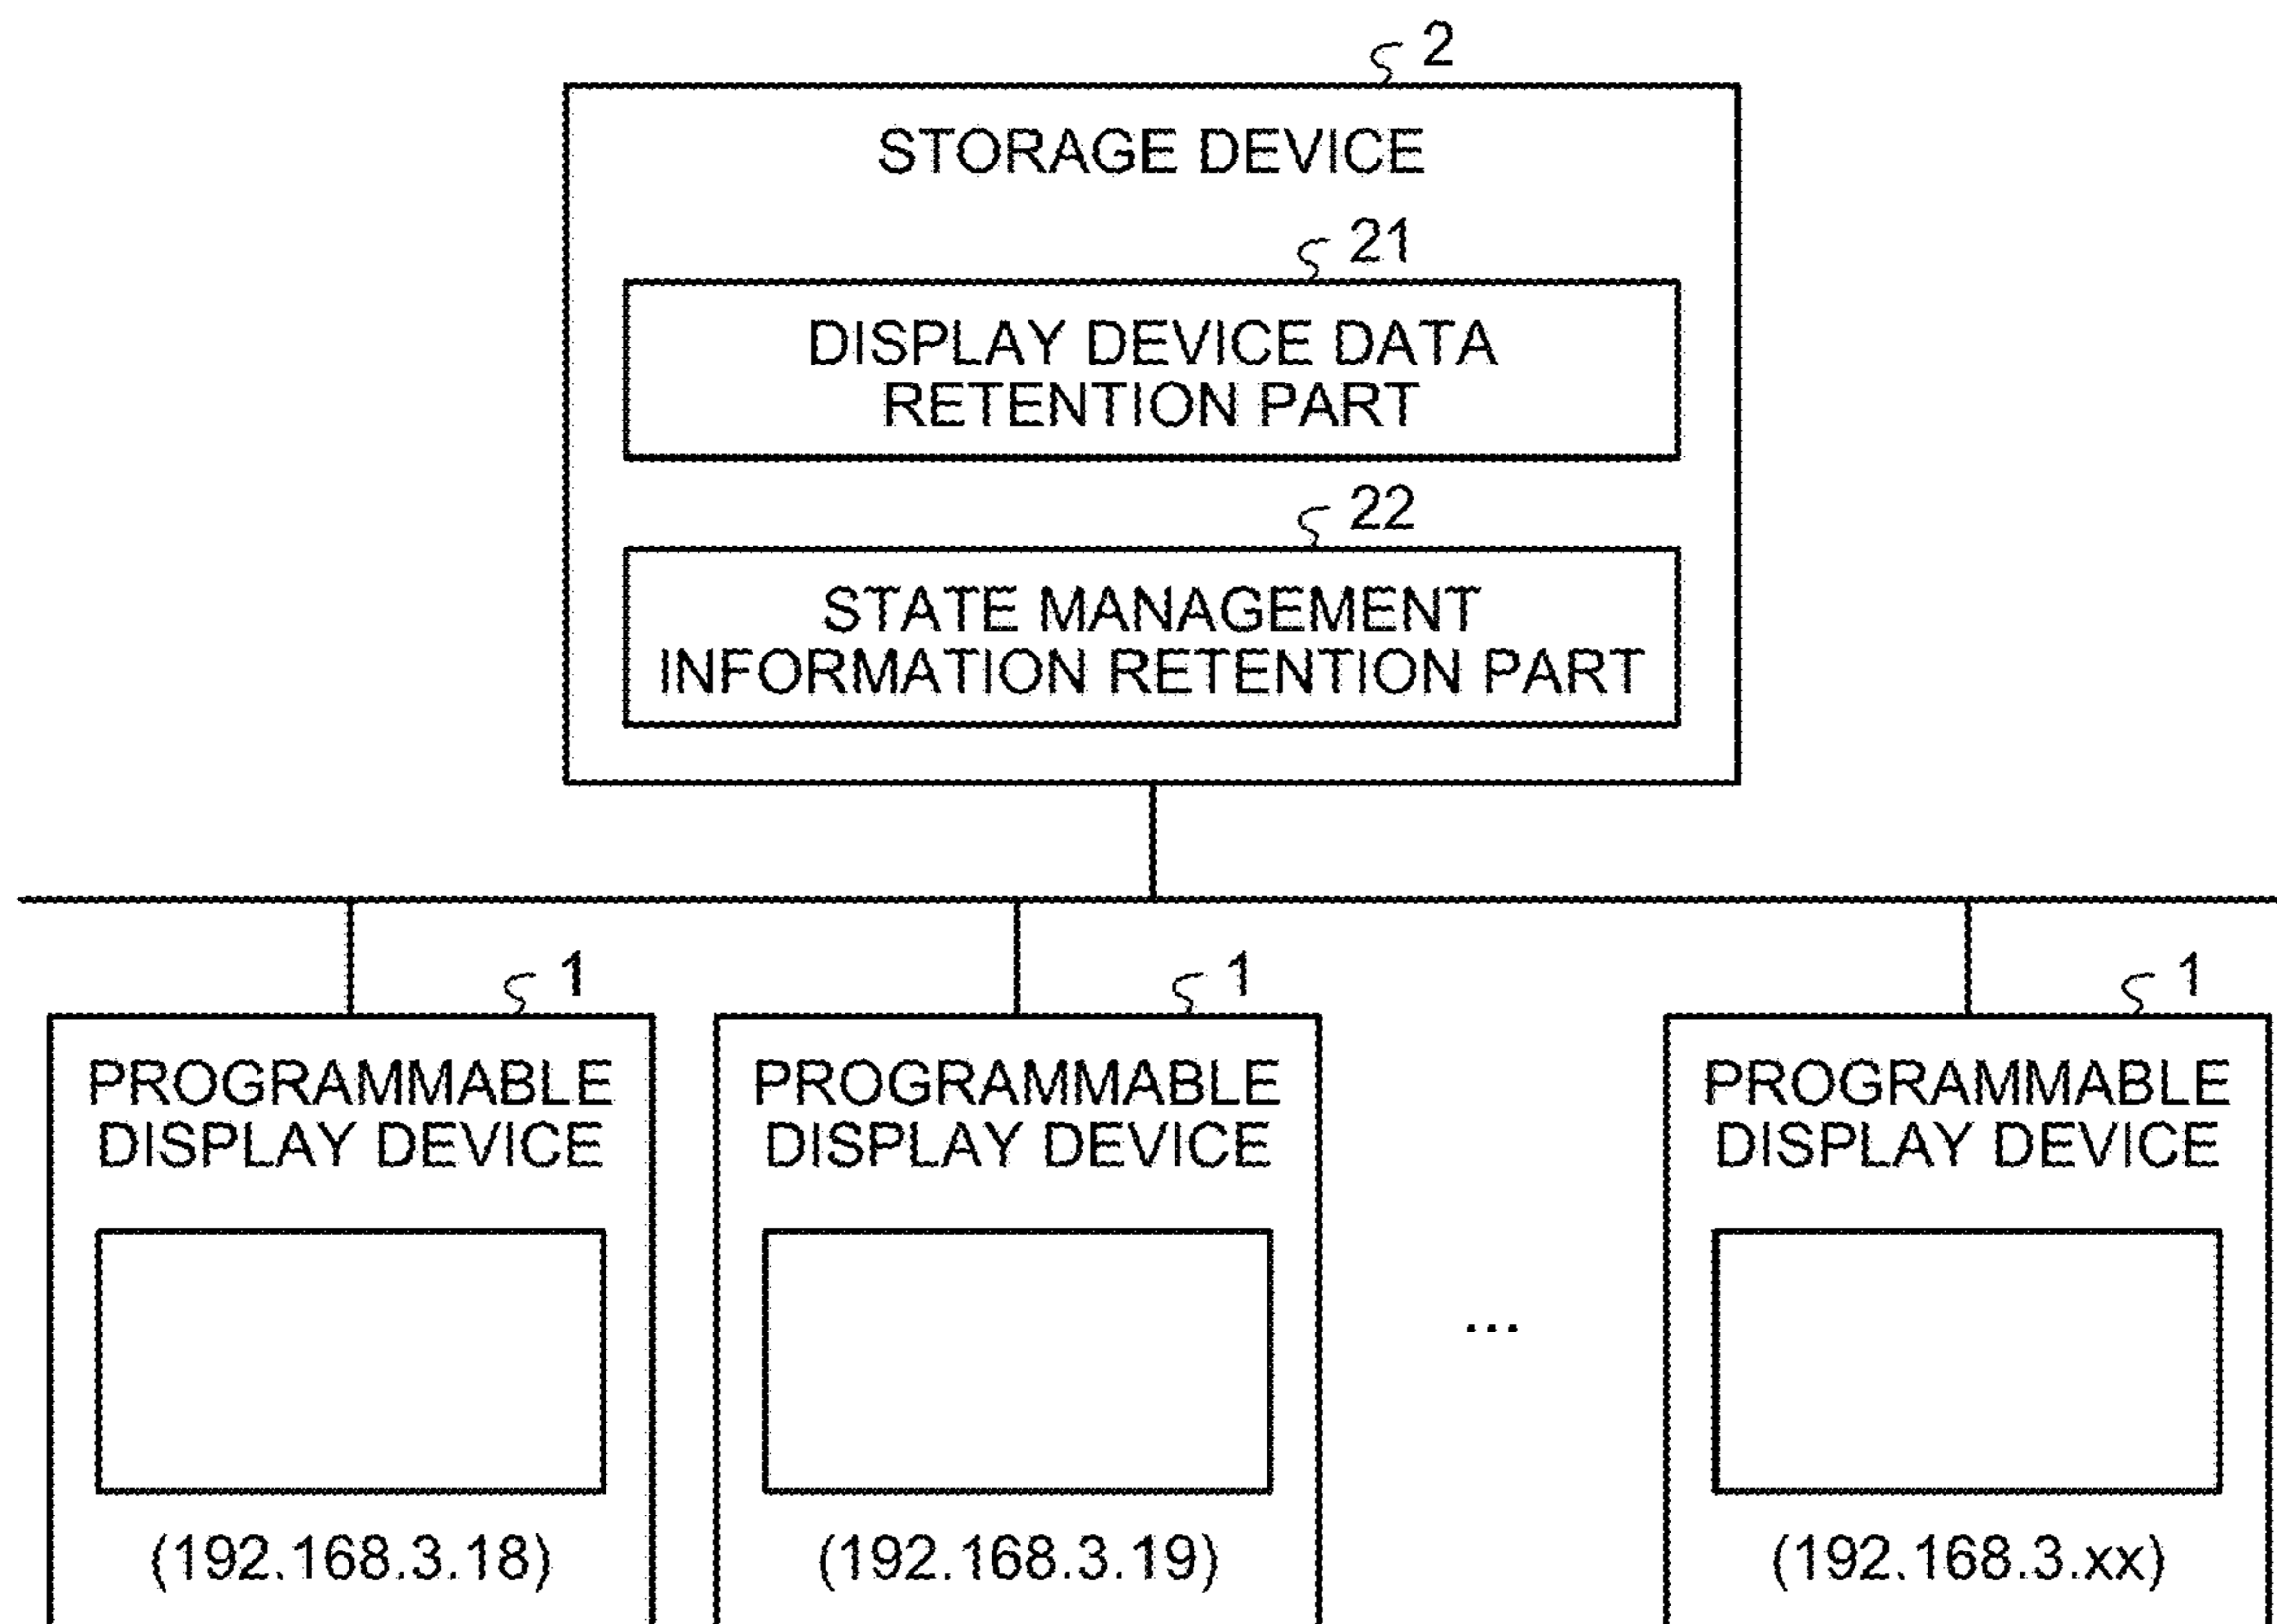 2
STORAGE DEVICE
21
DISPLAY DEVICE DATA
RETENTION PART
22
STATE MANAGEMENT
INFORMATION RETENTION PART
1
PROGRAMMABLE
DISPLAY DEVICE
(192.168.3.18)
1
PROGRAMMABLE
DISPLAY DEVICE
(192.168.3.19)
...
1
PROGRAMMABLE
DISPLAY DEVICE
(192.168.3.xx)